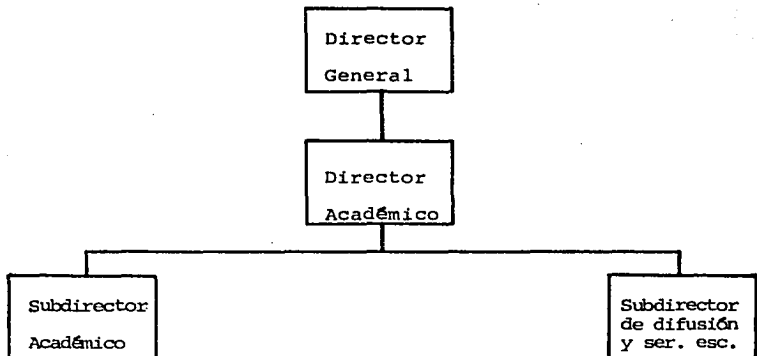 Director
General
Director
Académico
Subdirector
Académico
Subdirector
de difusión
y ser. esc.